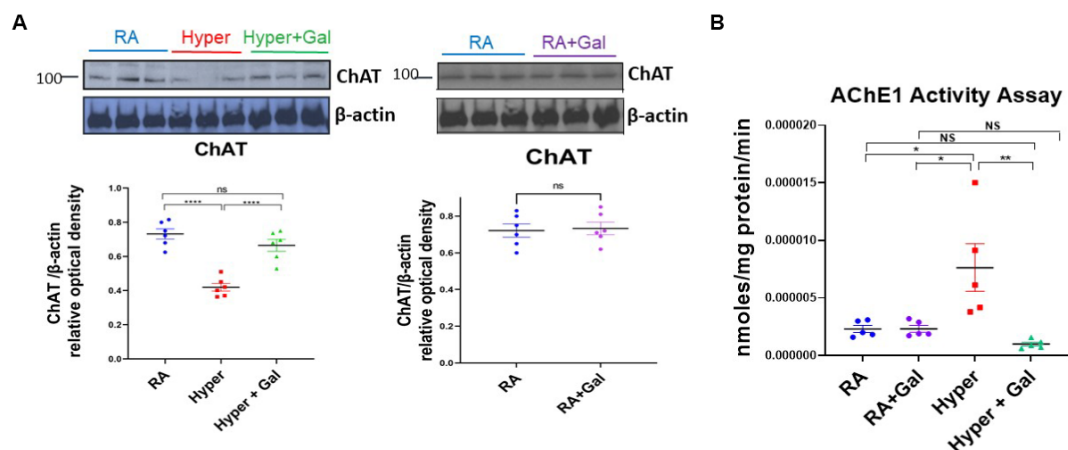 A
RA Hyper Hyper+Gal
100 ChAT
β-actin
ChAT
ns
**** ****
ChAT /β-actin
relative optical density
0.8
0.6
0.4
0.2
0.0
RA
Hyper
Hyper + Gal
RA RA+Gal
100 ChAT
β-actin
ChAT
ns
ChAT/β-actin
relative optical density
0.8
0.6
0.4
0.2
0.0
RA
RA+Gal
B
AChE1 Activity Assay
NS
NS
*
* **
nmoles/mg protein/min
0.000020
0.000015
0.000010
0.000005
0.000000
RA
RA+Gal
Hyper
Hyper + Gal